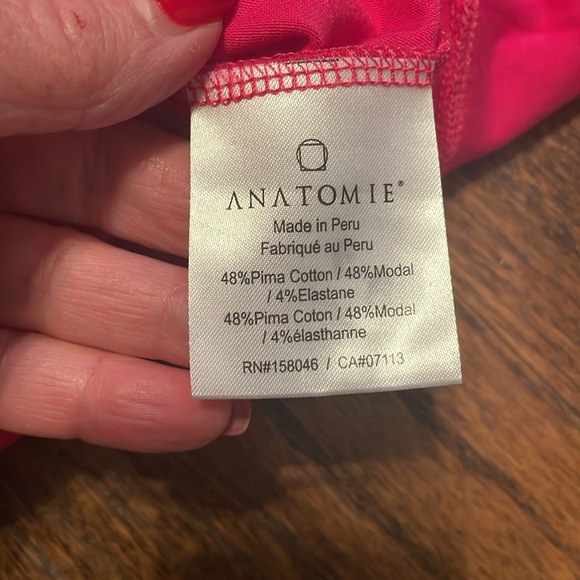 ANATOMIE®
Made in Peru
Fabriqué au Peru
48%Pima Cotton / 48%Modal
/ 4%Elastane
48%Pima Coton / 48%Modal
/ 4%élasthanne
RN#158046 / CA#07113